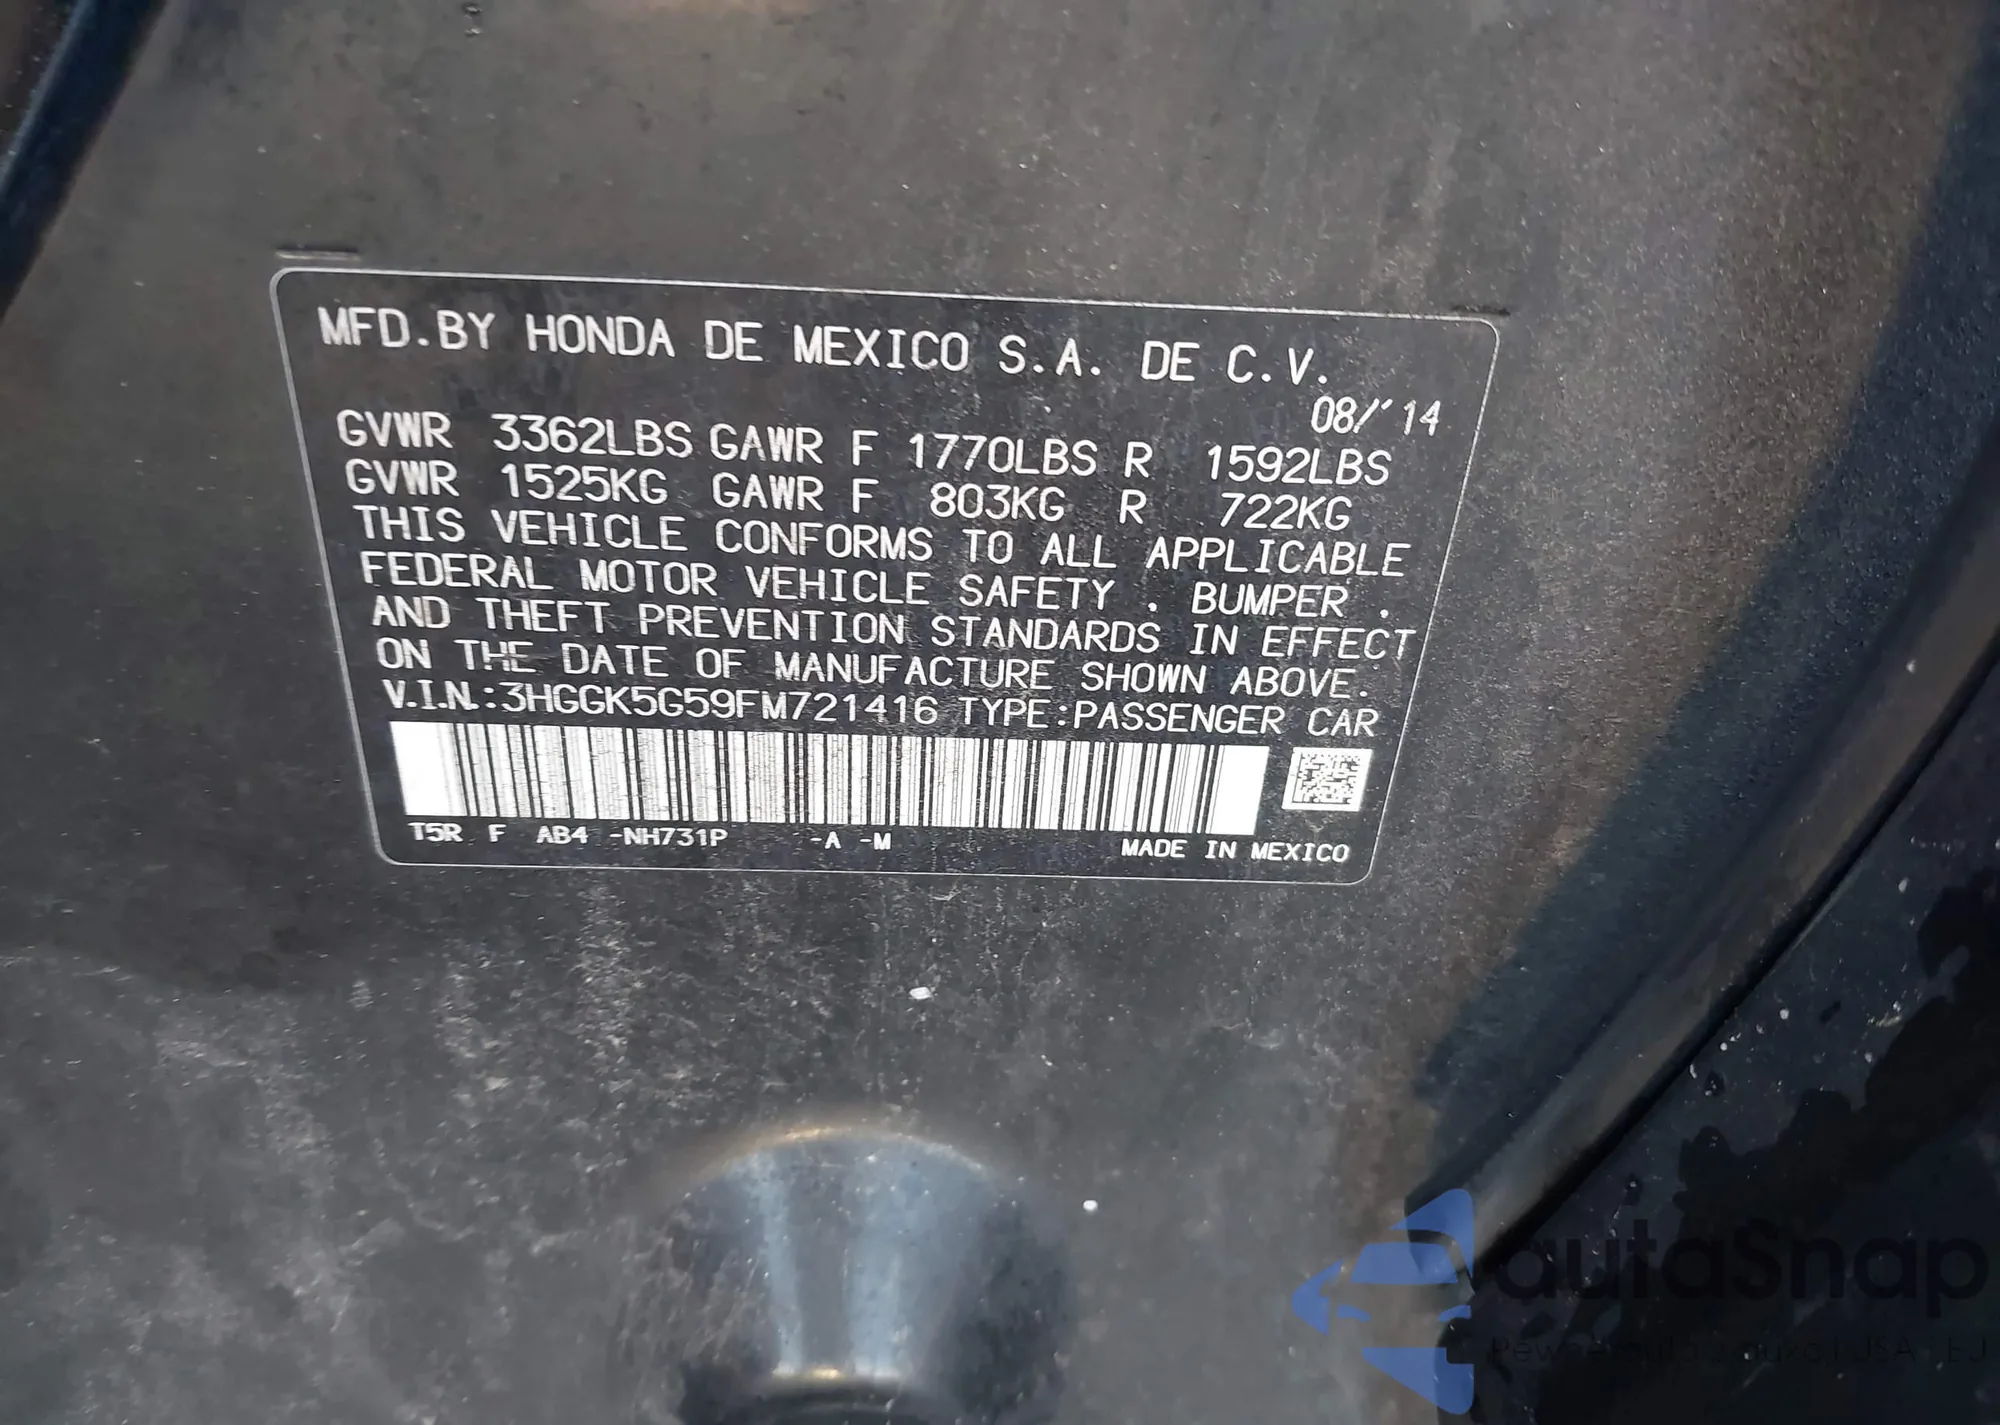 MFD.BY HONDA DE MEXICO S.A. DE C.V.
08/'14
GVWR 3362LBS GAWR F 1770LBS R 1592LBS
GVWR 1525KG GAWR F 803KG R 722KG
THIS VEHICLE CONFORMS TO ALL APPLICABLE
FEDERAL MOTOR VEHICLE SAFETY , BUMPER ,
AND THEFT PREVENTION STANDARDS IN EFFECT
ON THE DATE OF MANUFACTURE SHOWN ABOVE.
V.I.N.:3HGGK5G59FM721416 TYPE:PASSENGER CAR
T5R F AB4 -NH731P -A -M MADE IN MEXICO
autaSnap